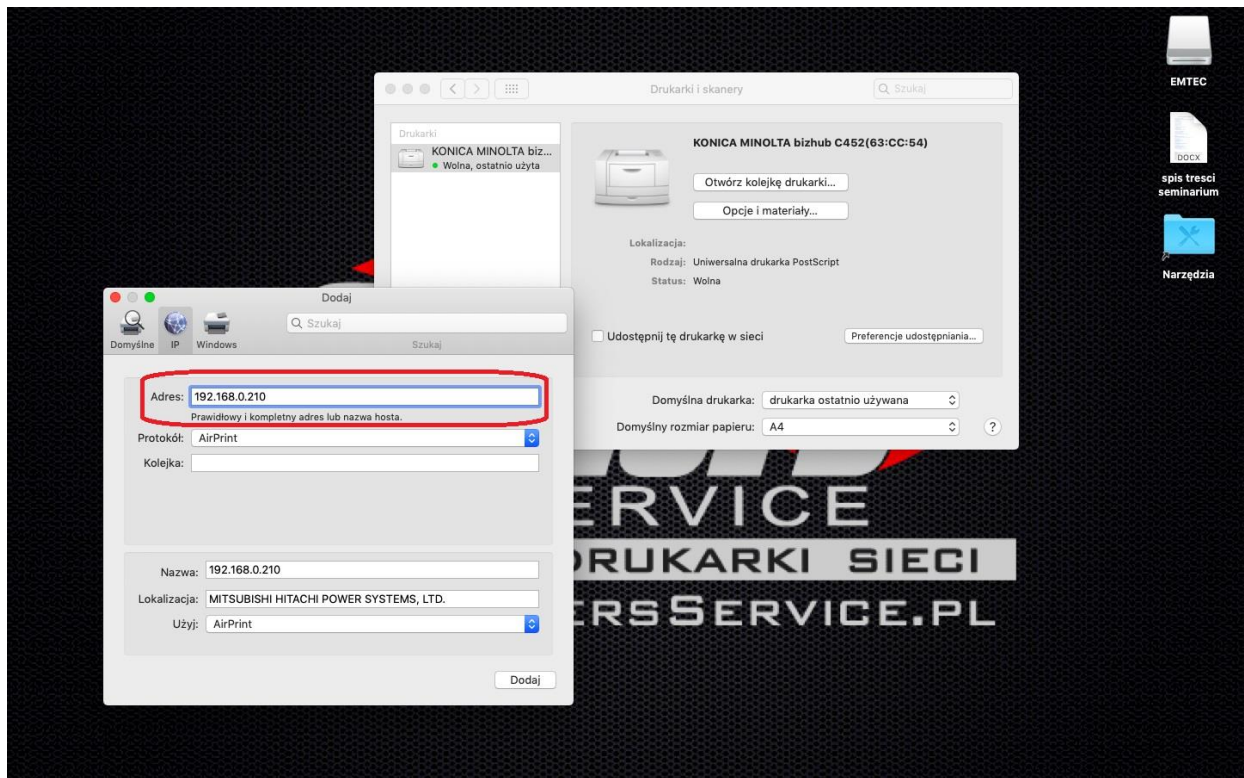 Drukarki i skanery
Szukaj
Drukarki
KONICA MINOLTA biz...
Wolna, ostatnio użyta
KONICA MINOLTA bizhub C452(63:CC:54)
Otwórz kolejkę drukarki...
Opcje i materiały...
Lokalizacja:
Rodzaj: Uniwersalna drukarka PostScript
Status: Wolna
Udostępnij tę drukarkę w sieci
Preferencje udostępniania...
Domyślna drukarka: drukarka ostatnio używana
Domyślny rozmiar papieru: A4
?
Dodaj
Szukaj
Domyślne IP Windows
Szukaj
Adres: 192.168.0.210
Prawidłowy i kompletny adres lub nazwa hosta.
Protokół: AirPrint
Kolejka:
Nazwa: 192.168.0.210
Lokalizacja: MITSUBISHI HITACHI POWER SYSTEMS, LTD.
Użyj: AirPrint
Dodaj
EMTEC
DOCX
spis tresci
seminarium
Narzędzia
ERVICE
DRUKARKI SIECI
ERSSERVICE.PL